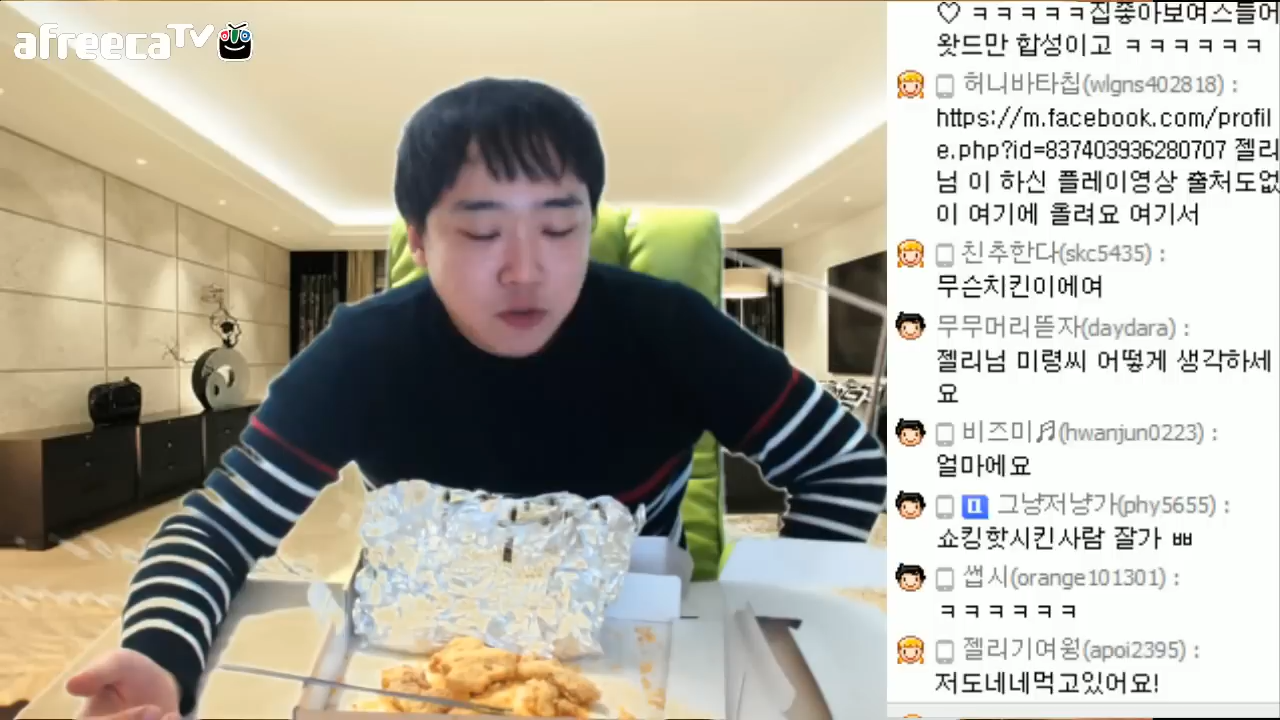 afreecaTV
♡ ㅋㅋㅋㅋㅋ집좋아보여스들어
왓드만 합성이고 ㅋㅋㅋㅋㅋㅋ
허니바타칩(wlgns402818) :
https://m.facebook.com/profil
e.php?id=837403936280707 젤리
님 이 하신 플레이영상 출처도없
이 여기에 올려요 여기서
친추한다(skc5435) :
무슨치킨이에여
무무머리뜯자(daydara) :
젤리님 미령씨 어떻게 생각하세
요
비즈미♬(hwanjun0223) :
얼마에요
그냥저냥가(phy5655) :
쇼킹핫시킨사람 잘가 ㅃ
썹시(orange101301) :
ㅋㅋㅋㅋㅋㅋ
젤리기여웡(apoi2395) :
저도네네먹고있어요!